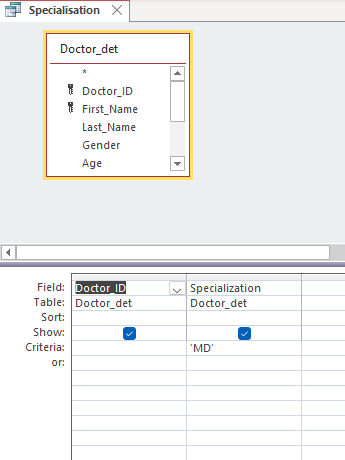 Specialisation
Doctor_det
*
Doctor_ID
First_Name
Last_Name
Gender
Age
Field: Doctor_ID Specialization
Table: Doctor_det Doctor_det
Sort:
Show:
Criteria: 'MD'
or: